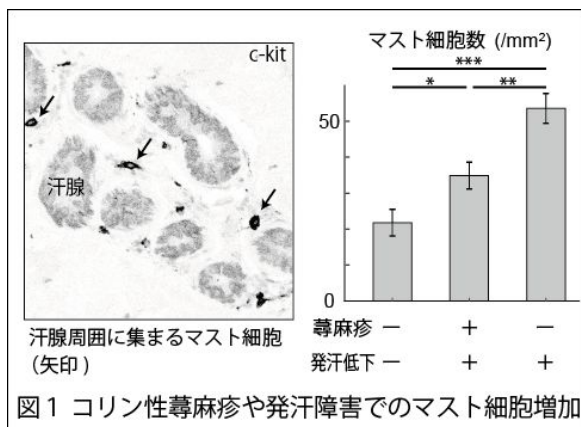 c-kit
汗腺
汗腺周囲に集まるマスト細胞
（矢印）
マスト細胞数 (/mm²)
***
* **
50
0
蕁麻疹 − + −
発汗低下 − + +
図1 コリン性蕁麻疹や発汗障害でのマスト細胞増加